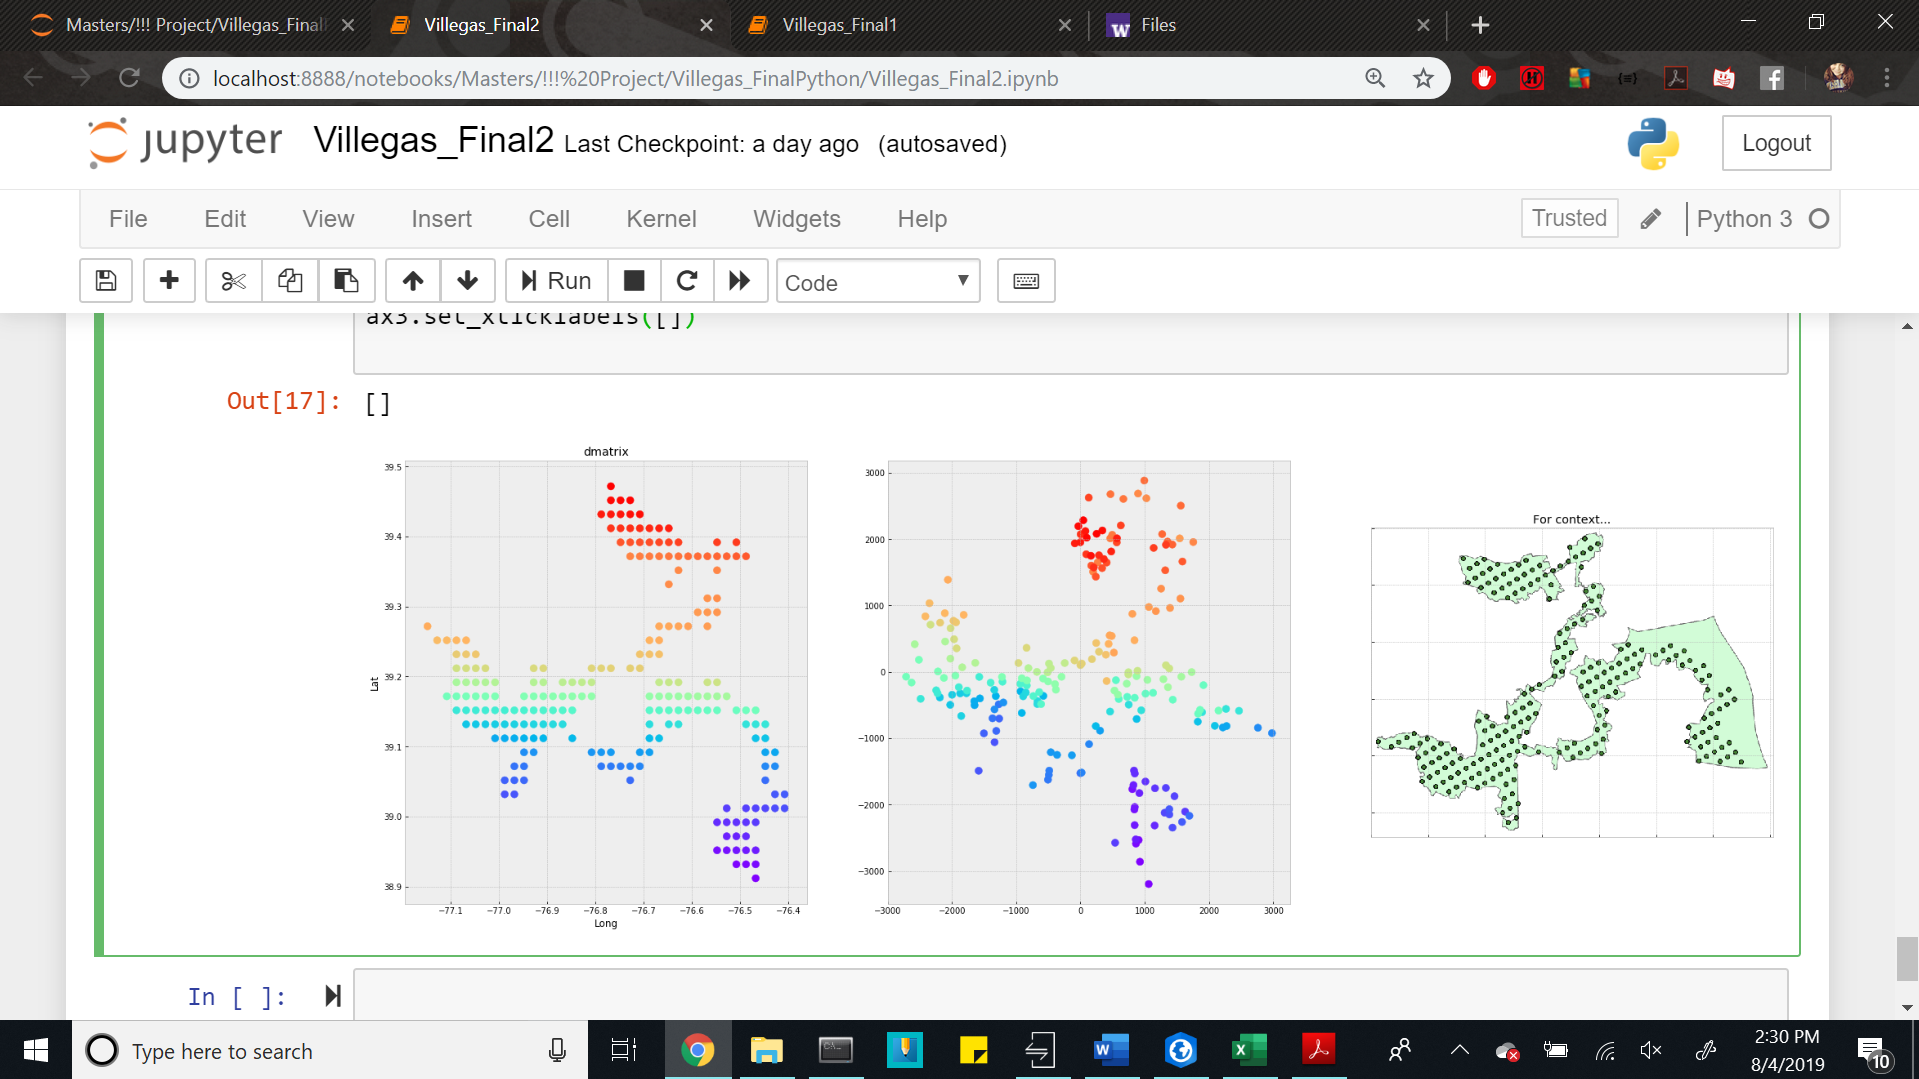 Masters/!!! Project/Villegas_Final
Villegas_Final2
Villegas_Final1
Files
localhost:8888/notebooks/Masters/!!!%20Project/Villegas_FinalPython/Villegas_Final2.ipynb
jupyter Villegas_Final2 Last Checkpoint: a day ago (autosaved)
Logout
File Edit View Insert Cell Kernel Widgets Help
Trusted
Python 3
Run
Code
ax3.set_xticklabels([])
Out[17]: []
dmatrix
39.5
39.4
39.3
39.2
39.1
39.0
38.9
Lat
−77.1 −77.0 −76.9 −76.8 −76.7 −76.6 −76.5 −76.4
Long
3000
2000
1000
0
−1000
−2000
−3000
−3000 −2000 −1000 0 1000 2000 3000
For context...
In [ ]:
Type here to search
2:30 PM
8/4/2019
10